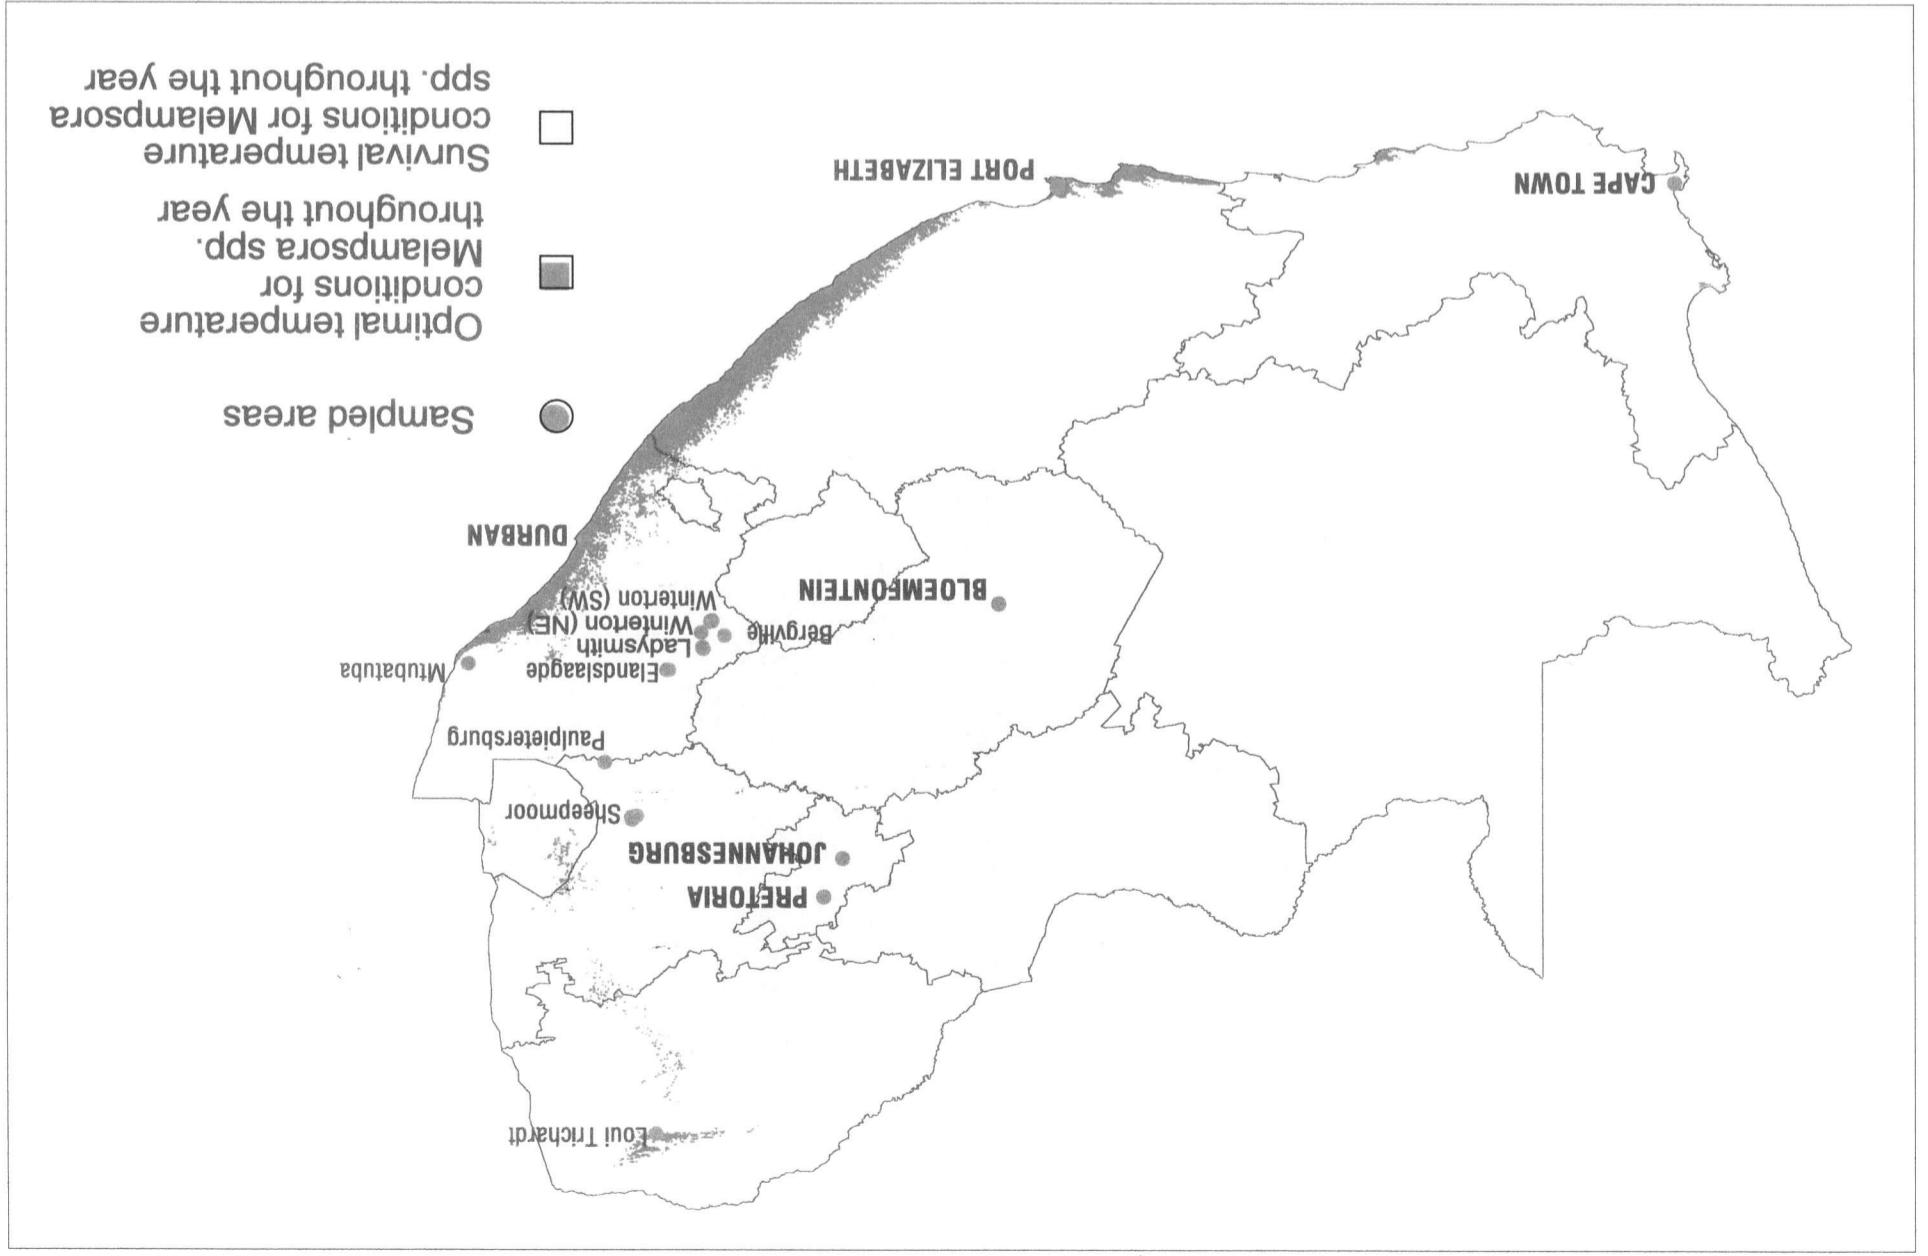 Loui Trichardt
PRETORIA
JOHANNESBURG
Sheepmoor
Paulpietersburg
Elandslaagde
Mtubatuba
Ladysmith
Bergville
Winterton (NE)
Winterton (SW)
BLOEMFONTEIN
DURBAN
CAPE TOWN
PORT ELIZABETH
Sampled areas
Optimal temperature
conditions for
Melampsora spp.
throughout the year
Survival temperature
conditions for Melampsora
spp. throughout the year